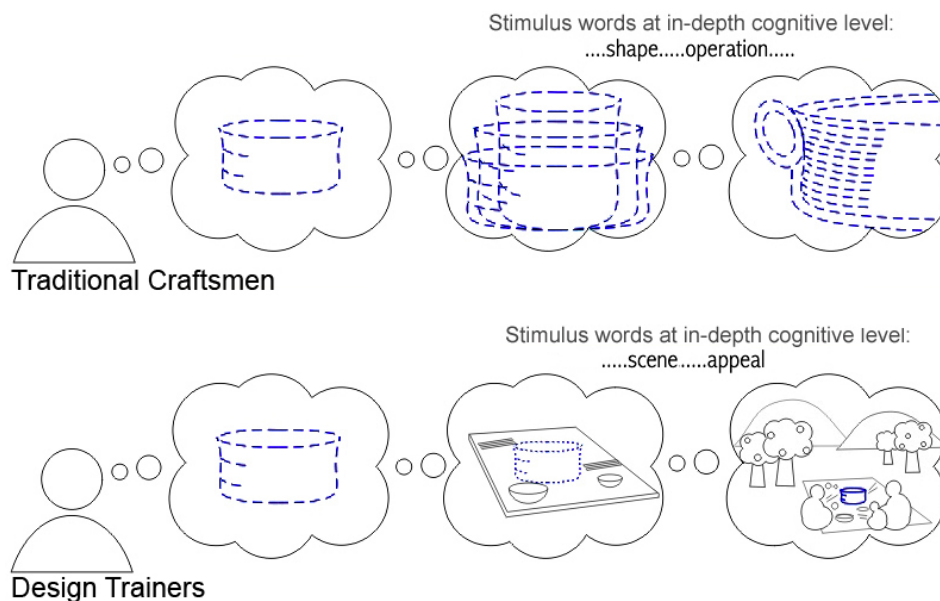 Stimulus words at in-depth cognitive level:
....shape.....operation.....
Traditional Craftsmen
Stimulus words at in-depth cognitive level:
.....scene.....appeal
Design Trainers